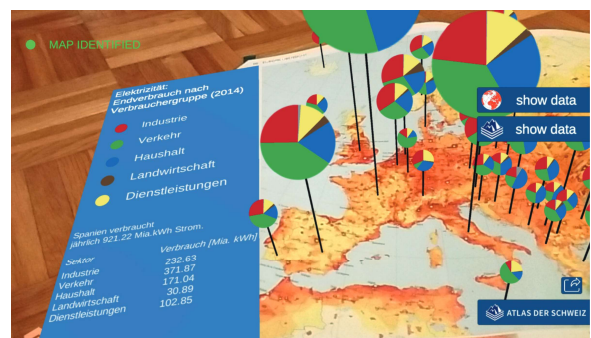 MAP IDENTIFIED
Elektrizität:
Endverbrauch nach
Verbrauchergruppe (2014)
Industrie
Verkehr
Haushalt
Landwirtschaft
Dienstleistungen
Spanien verbraucht
jährlich 921.22 Mia.kWh Strom.
Sektor Verbrauch [Mia. kWh]
Industrie 232.63
Verkehr 371.87
Haushalt 171.04
Landwirtschaft 30.89
Dienstleistungen 102.85
show data
show data
ATLAS DER SCHWEIZ